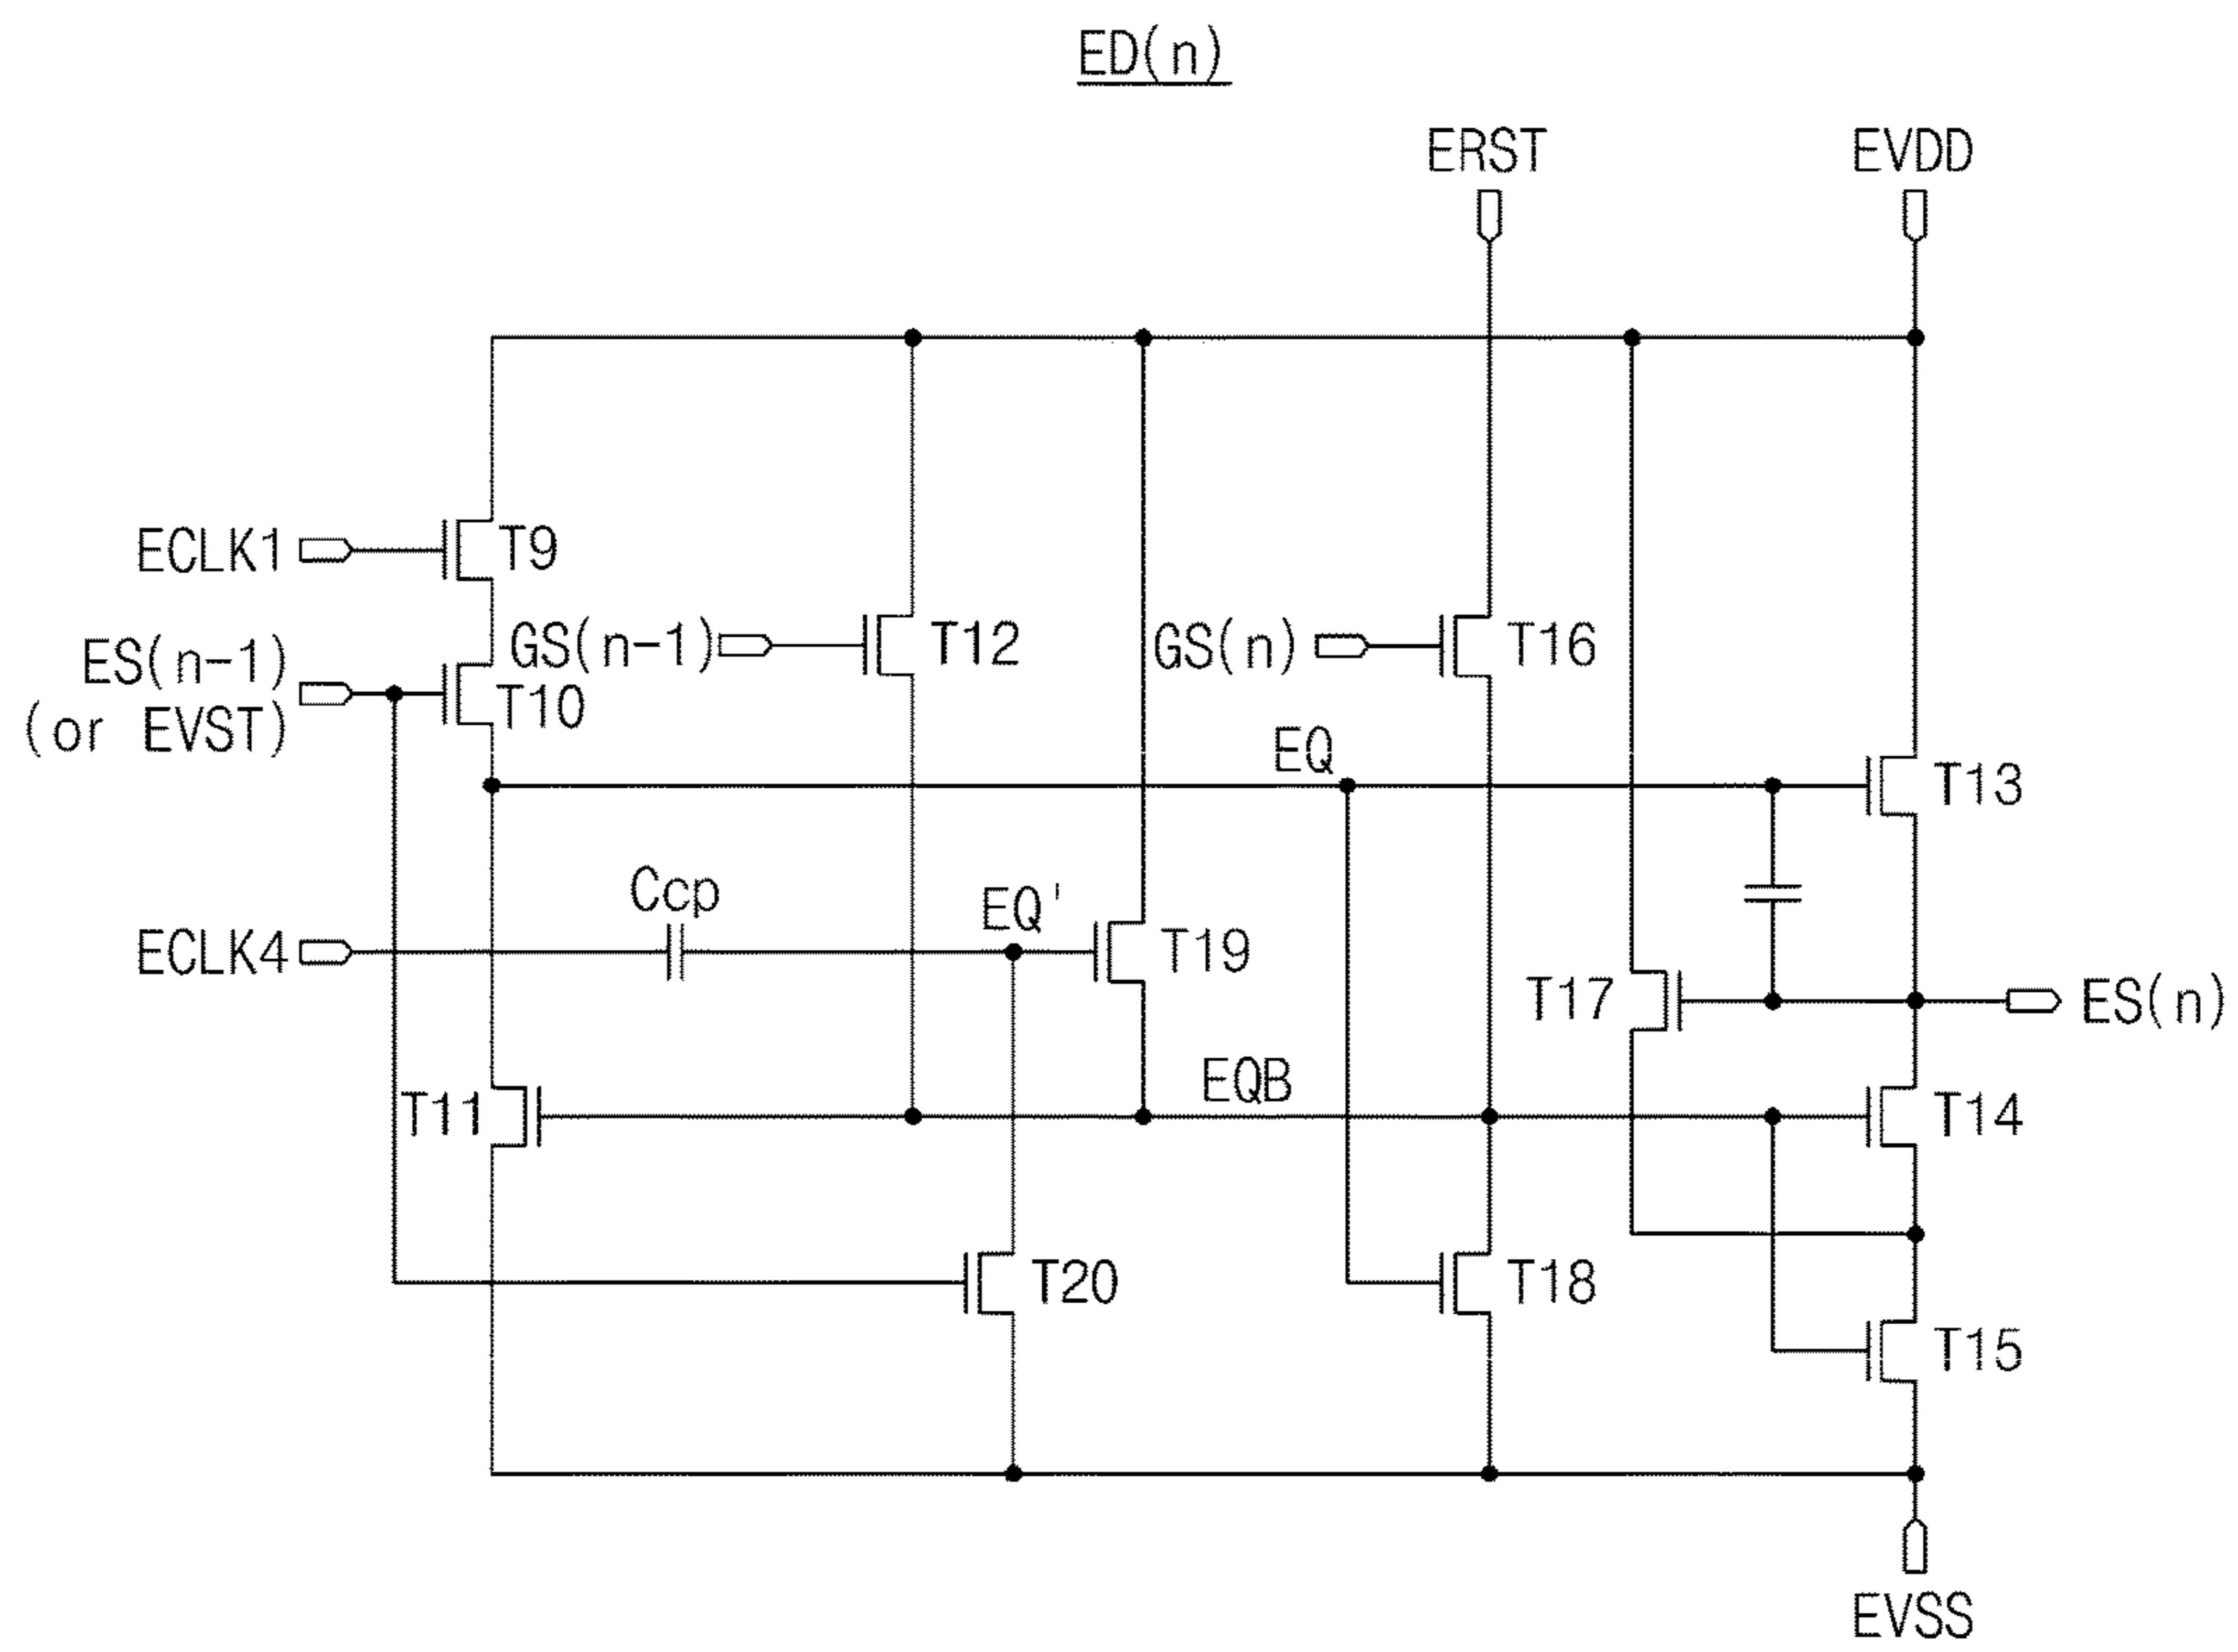 ED(n)
ERST
EVDD
ECLK1
T9
ES(n-1)
(or EVST)
T10
GS(n-1)
T12
GS(n)
T16
EQ
T13
Ccp
EQ'
ECLK4
T19
T17
ES(n)
EQB
T11
T14
T20
T18
T15
EVSS